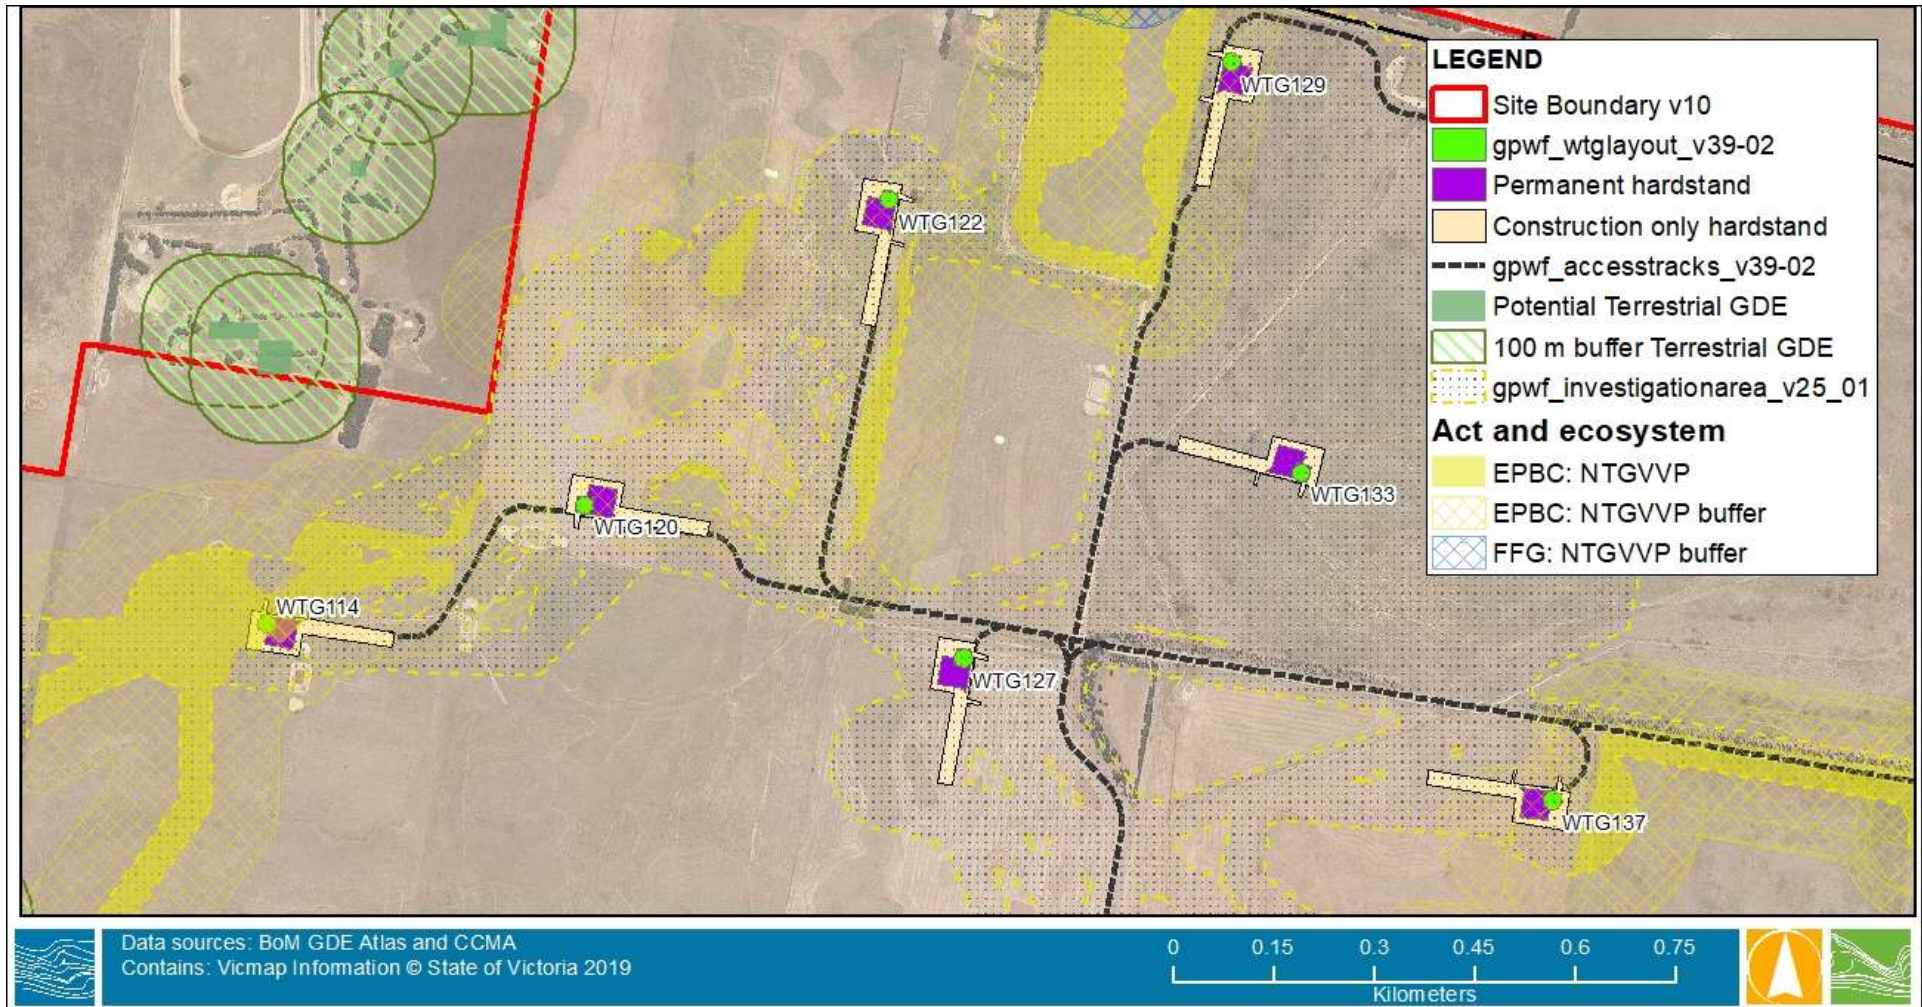 WTG129
WTG122
WTG133
WTG120
WTG114
WTG127
WTG137
LEGEND
Site Boundary v10
gpwf_wtglayout_v39-02
Permanent hardstand
Construction only hardstand
gpwf_accesstracks_v39-02
Potential Terrestrial GDE
100 m buffer Terrestrial GDE
gpwf_investigationarea_v25_01
Act and ecosystem
EPBC: NTGVVP
EPBC: NTGVVP buffer
FFG: NTGVVP buffer
Data sources: BoM GDE Atlas and CCMA
Contains: Vicmap Information © State of Victoria 2019
0 0.15 0.3 0.45 0.6 0.75
Kilometers